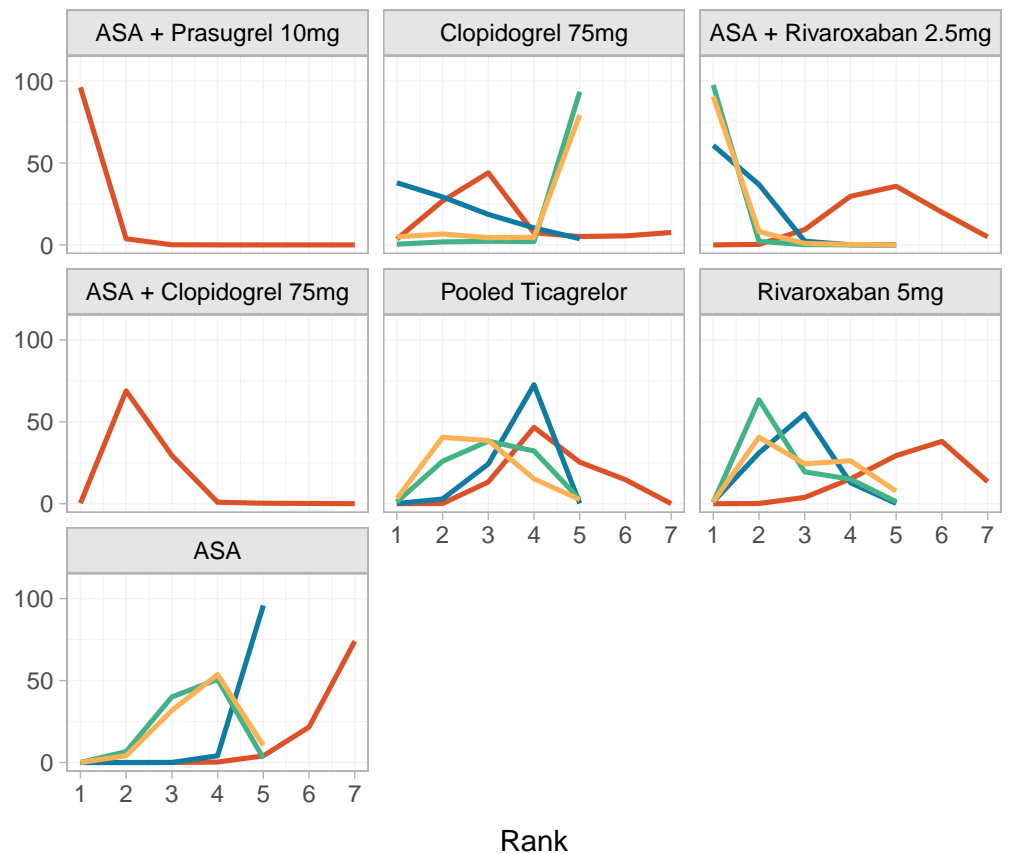 ASA + Prasugrel 10mg Clopidogrel 75mg ASA + Rivaroxaban 2.5mg
100
50
0
ASA + Clopidogrel 75mg Pooled Ticagrelor Rivaroxaban 5mg
100
50
0
1 2 3 4 5 6 7 1 2 3 4 5 6 7
ASA
100
50
0
1 2 3 4 5 6 7
Rank